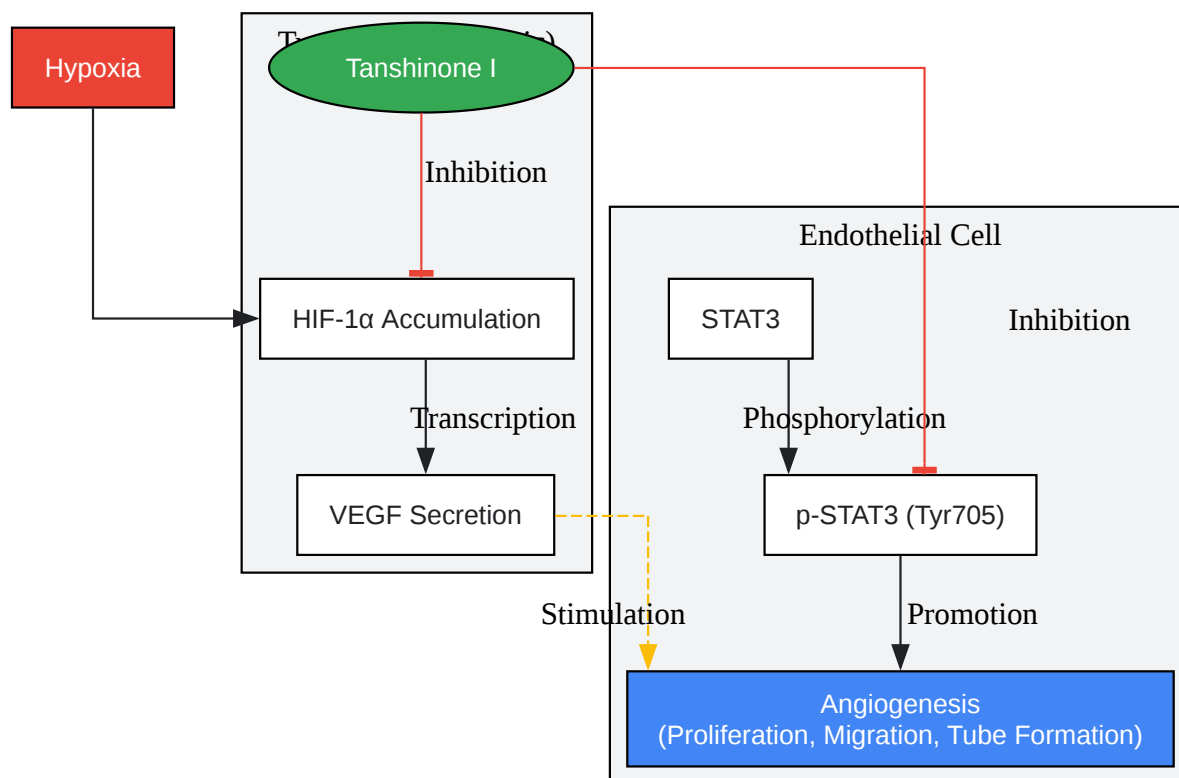 Hypoxia
Tanshinone I
Inhibition
Endothelial Cell
HIF-1α Accumulation
STAT3
Inhibition
Transcription
Phosphorylation
VEGF Secretion
p-STAT3 (Tyr705)
Stimulation
Promotion
Angiogenesis
(Proliferation, Migration, Tube Formation)